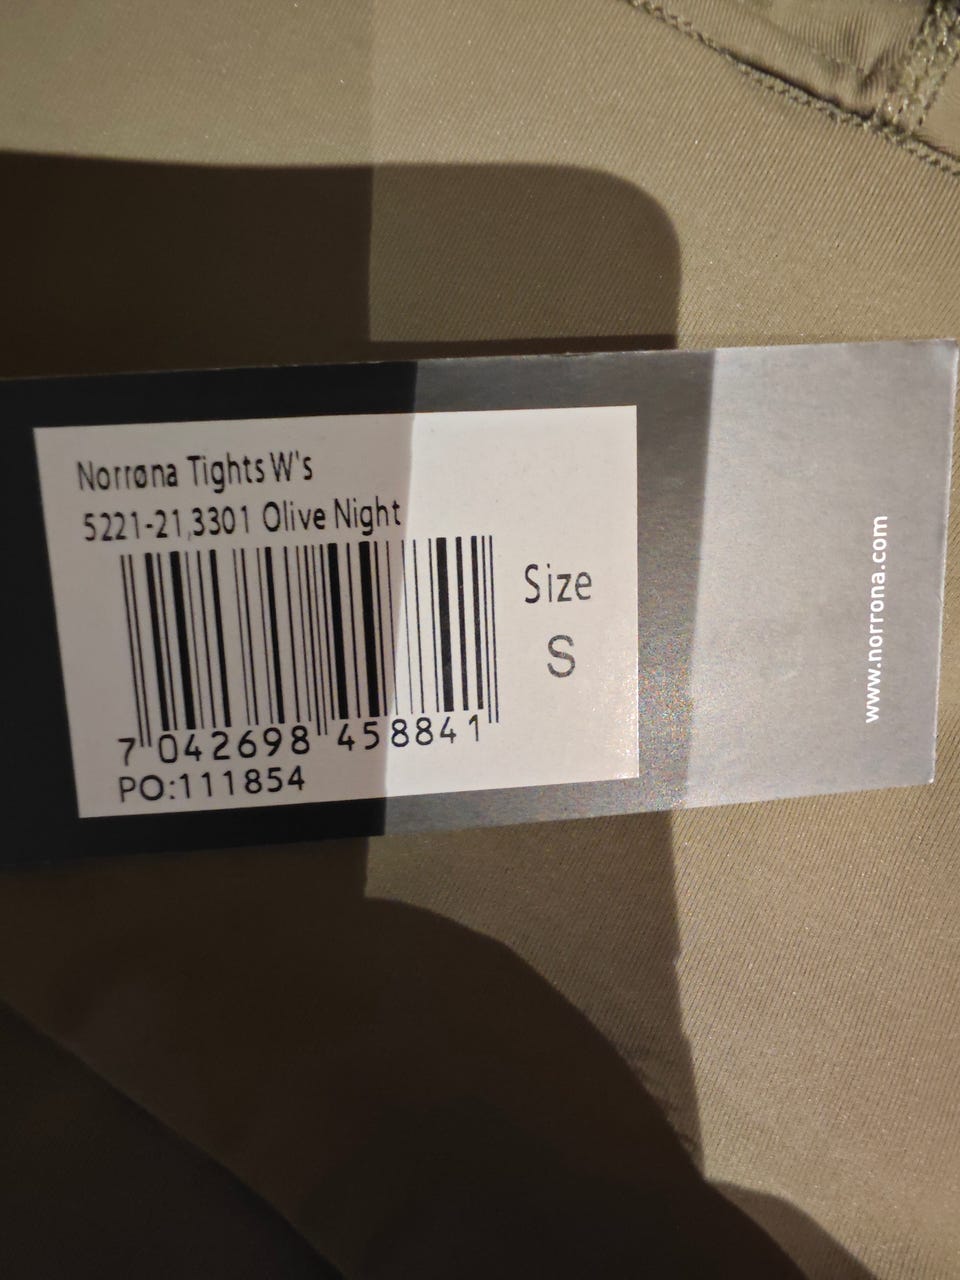 Norrøna Tights W's
5221-21,3301 Olive Night
Size
S
7 042698 458841
PO:111854
www.norrona.com